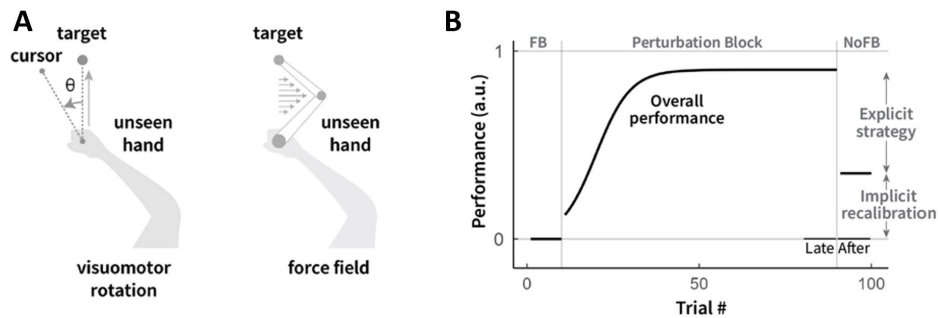 A
target
cursor
θ
unseen
hand
visuomotor
rotation
target
unseen
hand
force field
B
FB
Perturbation Block
NoFB
1
Performance (a.u.)
Overall
performance
Explicit
strategy
Implicit
recalibration
0
Late After
0
50
100
Trial #